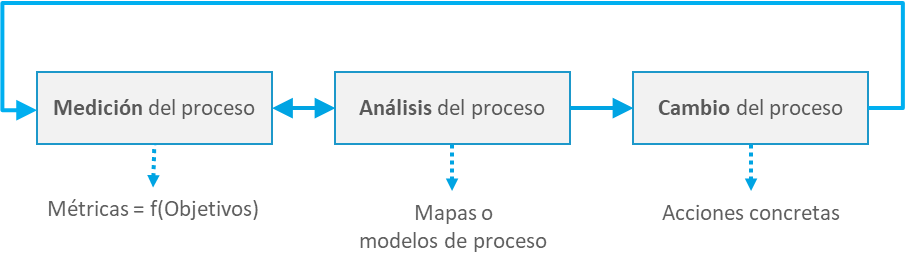 Medición del proceso
Análisis del proceso
Cambio del proceso
Métricas = f(Objetivos)
Mapas o
modelos de proceso
Acciones concretas